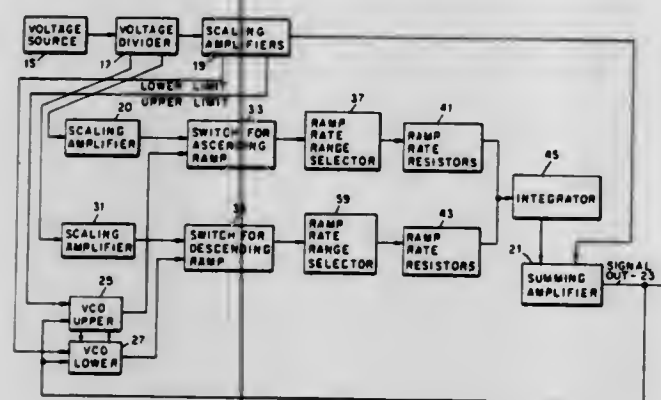 VOLTAGE
SOURCE
15
VOLTAGE
DIVIDER
17
SCALING
AMPLIFIERS
19
LOWER LIMIT
UPPER LIMIT
20
SCALING
AMPLIFIER
33
SWITCH FOR
ASCENDING
RAMP
37
RAMP
RATE
RANGE
SELECTOR
41
RAMP
RATE
RESISTORS
45
INTEGRATOR
31
SCALING
AMPLIFIER
SWITCH FOR
DESCENDING
RAMP
59
RAMP
RATE
RANGE
SELECTOR
43
RAMP
RATE
RESISTORS
21
SUMMING
AMPLIFIER
SIGNAL
OUT-23
25
VCO
UPPER
27
VCO
LOWER